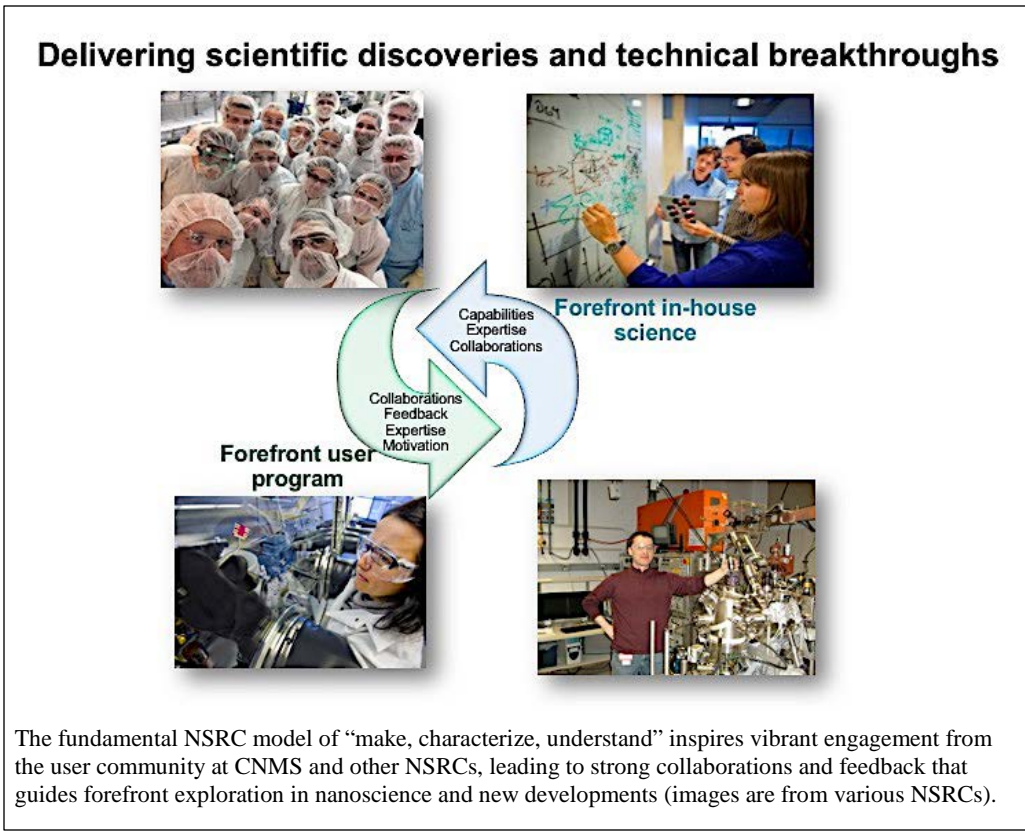 Delivering scientific discoveries and technical breakthroughs
Capabilities
Expertise
Collaborations
Forefront in-house
science
Collaborations
Feedback
Expertise
Motivation
Forefront user
program
The fundamental NSRC model of “make, characterize, understand” inspires vibrant engagement from
the user community at CNMS and other NSRCs, leading to strong collaborations and feedback that
guides forefront exploration in nanoscience and new developments (images are from various NSRCs).